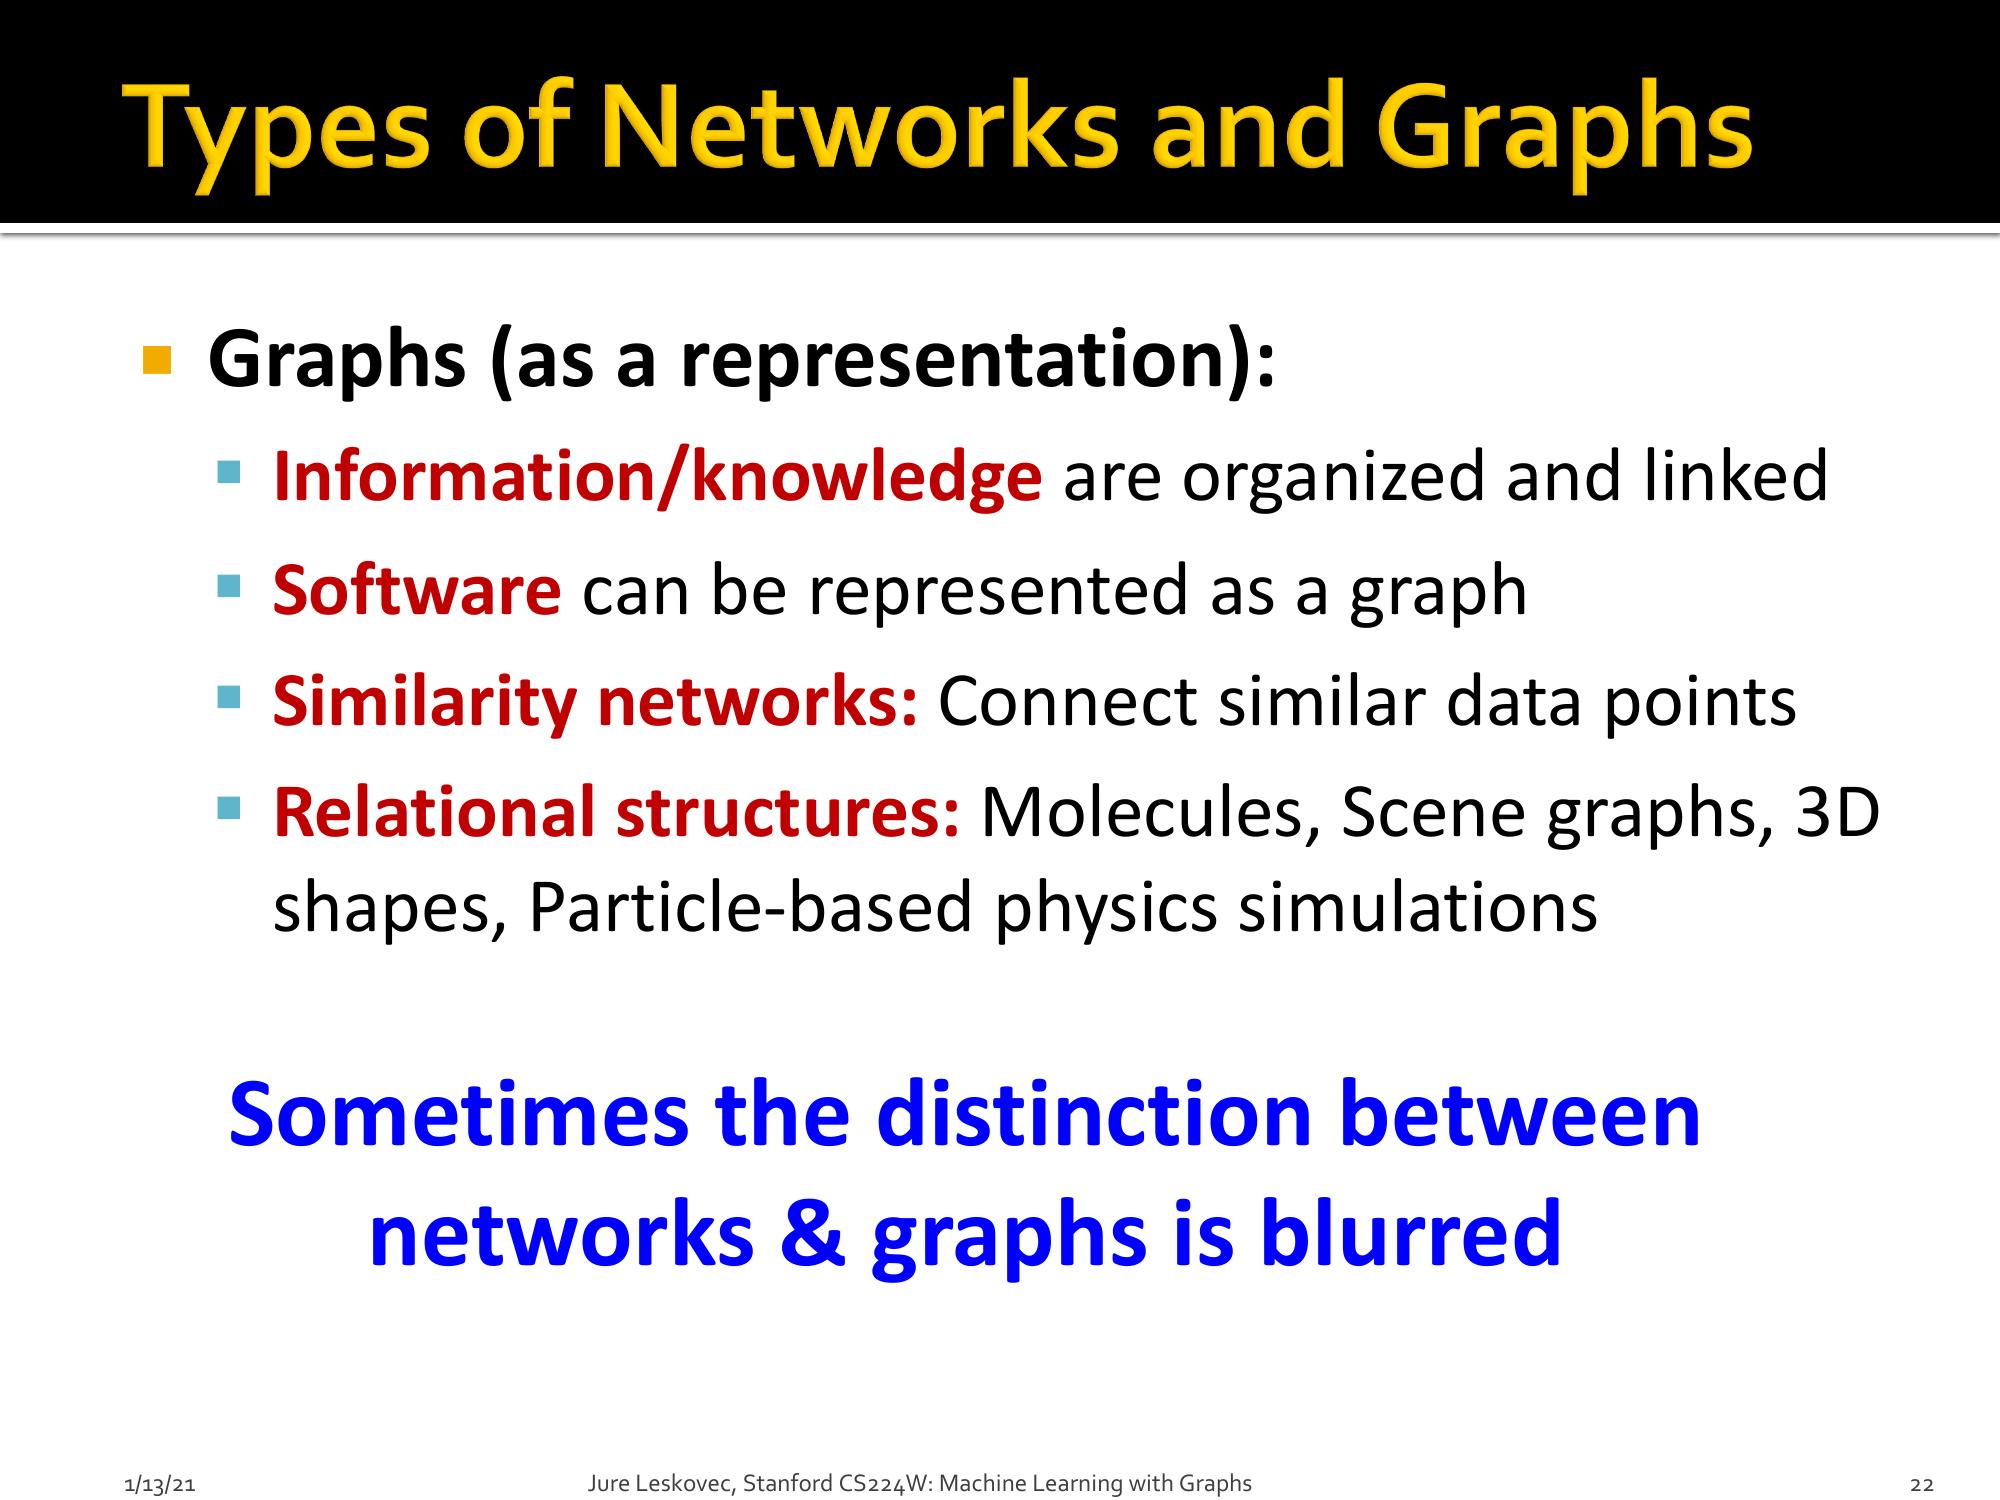 Types of Networks and Graphs
Graphs (as a representation):
Information/knowledge are organized and linked
Software can be represented as a graph
Similarity networks: Connect similar data points
Relational structures: Molecules, Scene graphs, 3D
shapes, Particle-based physics simulations
Sometimes the distinction between
networks & graphs is blurred
1/13/21
Jure Leskovec, Stanford CS224W: Machine Learning with Graphs
22